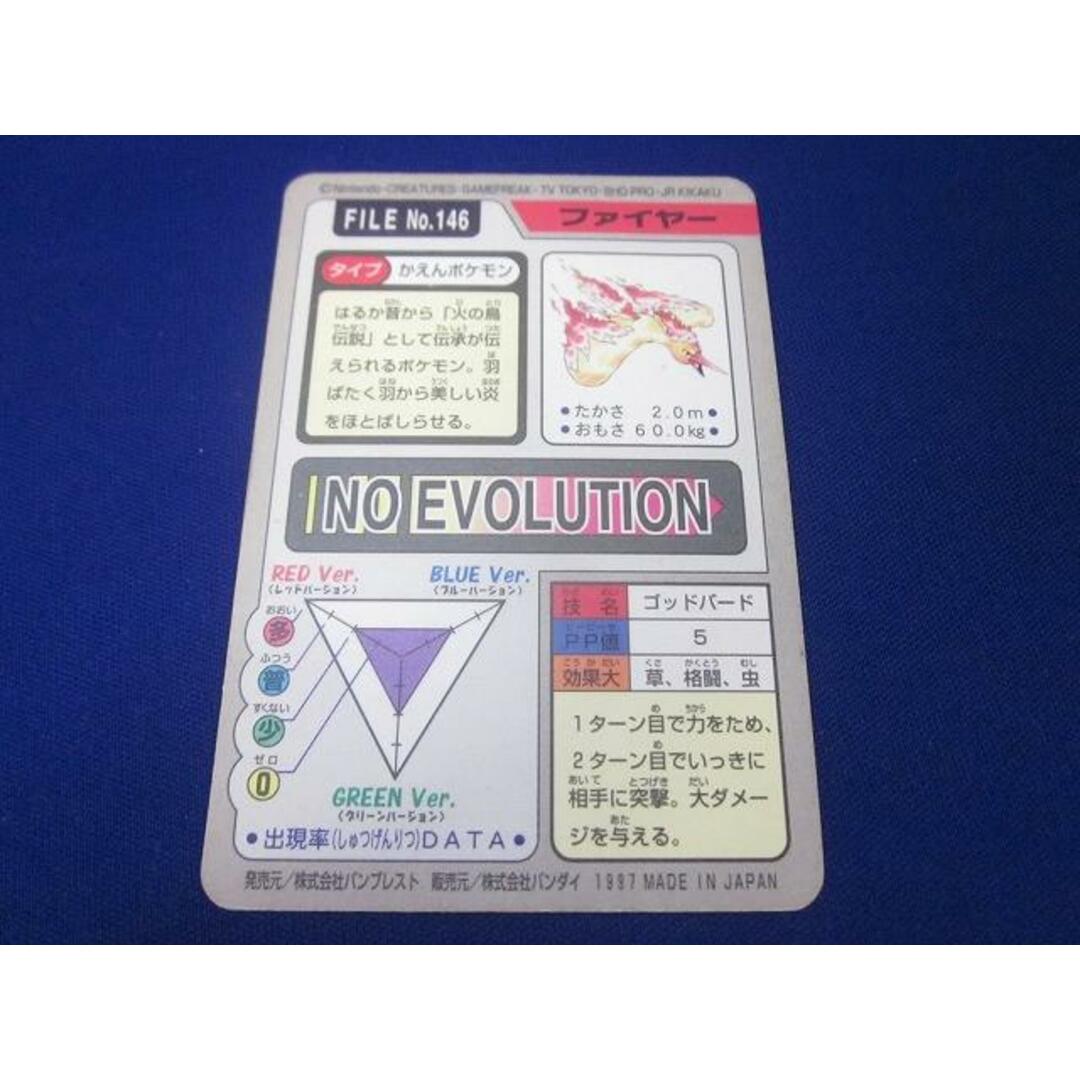 ©Nintendo・CREATURES・GAMEFREAK・TV TOKYO・SHO PRO・JR KIKAKU
FILE No.146
ファイヤー
タイプ かえんポケモン
はるか昔から「火の鳥
伝説」として伝承が伝
えられるポケモン。羽
ばたく羽から美しい炎
をほとばしらせる。
●たかさ 2.0m●
●おもさ 60.0kg●
NO EVOLUTION
RED Ver.
(レッドバージョン)
BLUE Ver.
(ブルーバージョン)
おおい
多
ふつう
普
すくない
少
ゼロ
0
GREEN Ver.
(グリーンバージョン)
●出現率(しゅつげんりつ)DATA●
技名 ゴッドバード
PP値 5
効果大 草、格闘、虫
1ターン目で力をため、
2ターン目でいっきに
相手に突撃。大ダメー
ジを与える。
発売元/株式会社バンプレスト 販売元/株式会社バンダイ 1997 MADE IN JAPAN